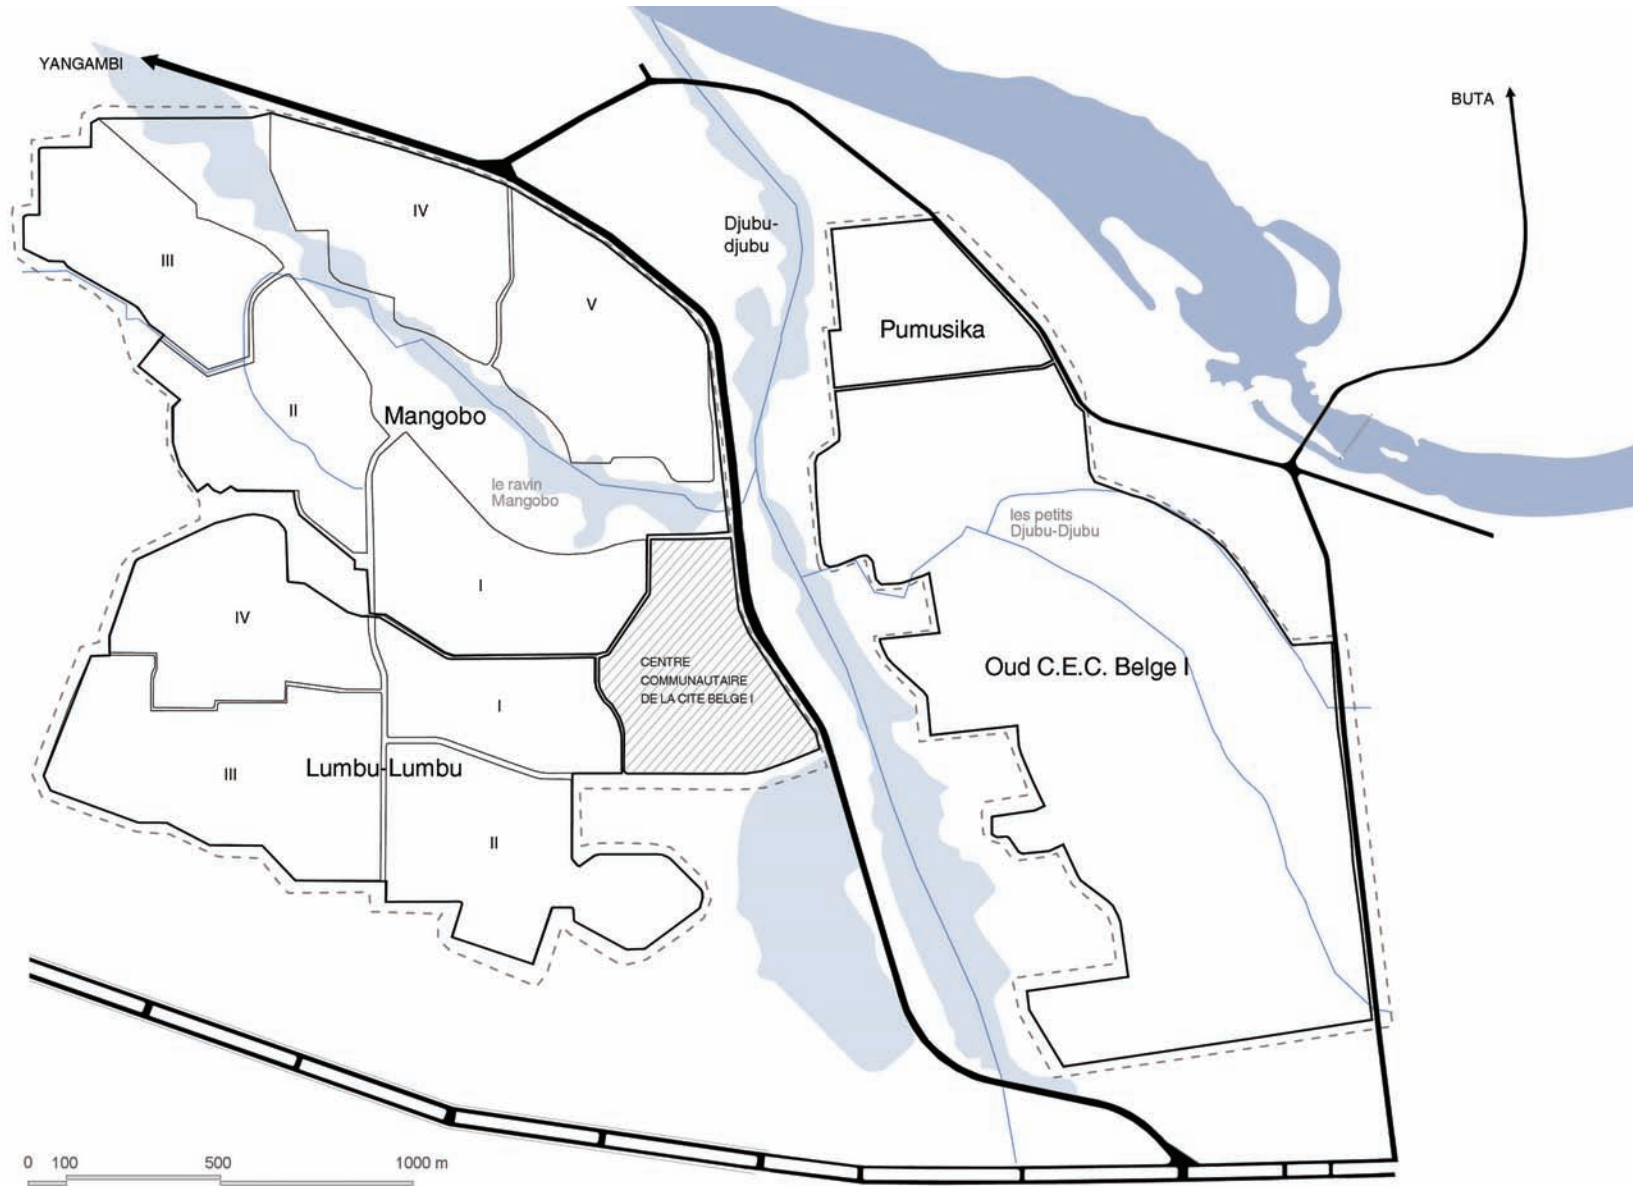 YANGAMBI
BUTA
IV
III
V
II
Mangobo
Djubu-
djubu
Pumusika
le ravin
Mangobo
les petits
Djubu-Djubu
I
IV
CENTRE
COMMUNAUTAIRE
DE LA CITE BELGE I
Oud C.E.C. Belge I
I
III
Lumbu-Lumbu
II
0 100 500 1000 m